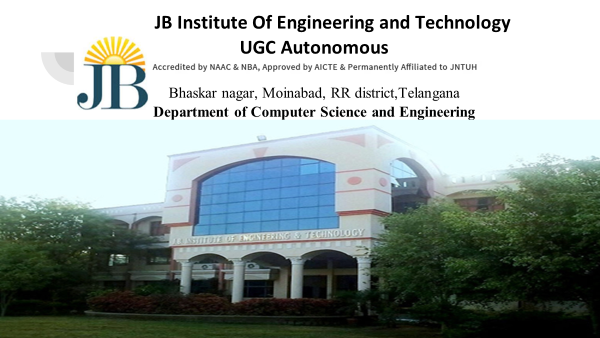 JB Institute Of Engineering and Technology
UGC Autonomous
Accredited by NAAC & NBA, Approved by AICTE & Permanently Affiliated to JNTUH
JB
Bhaskar nagar, Moinabad, RR district,Telangana
Department of Computer Science and Engineering
J.B. INSTITUTE OF ENGINEERING & TECHNOLOGY